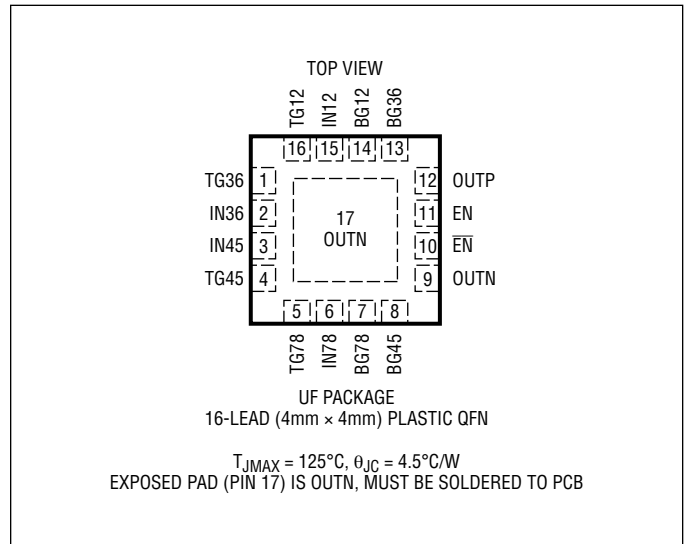 TOP VIEW
TG12 IN12 BG12 BG36
16 15 14 13
TG36 1
IN36 2
IN45 3
TG45 4
17
OUTN
12 OUTP
11 EN
10 E̅N̅
9 OUTN
5 6 7 8
TG78 IN78 BG78 BG45
UF PACKAGE
16-LEAD (4mm × 4mm) PLASTIC QFN
TJMAX = 125°C, θJC = 4.5°C/W
EXPOSED PAD (PIN 17) IS OUTN, MUST BE SOLDERED TO PCB